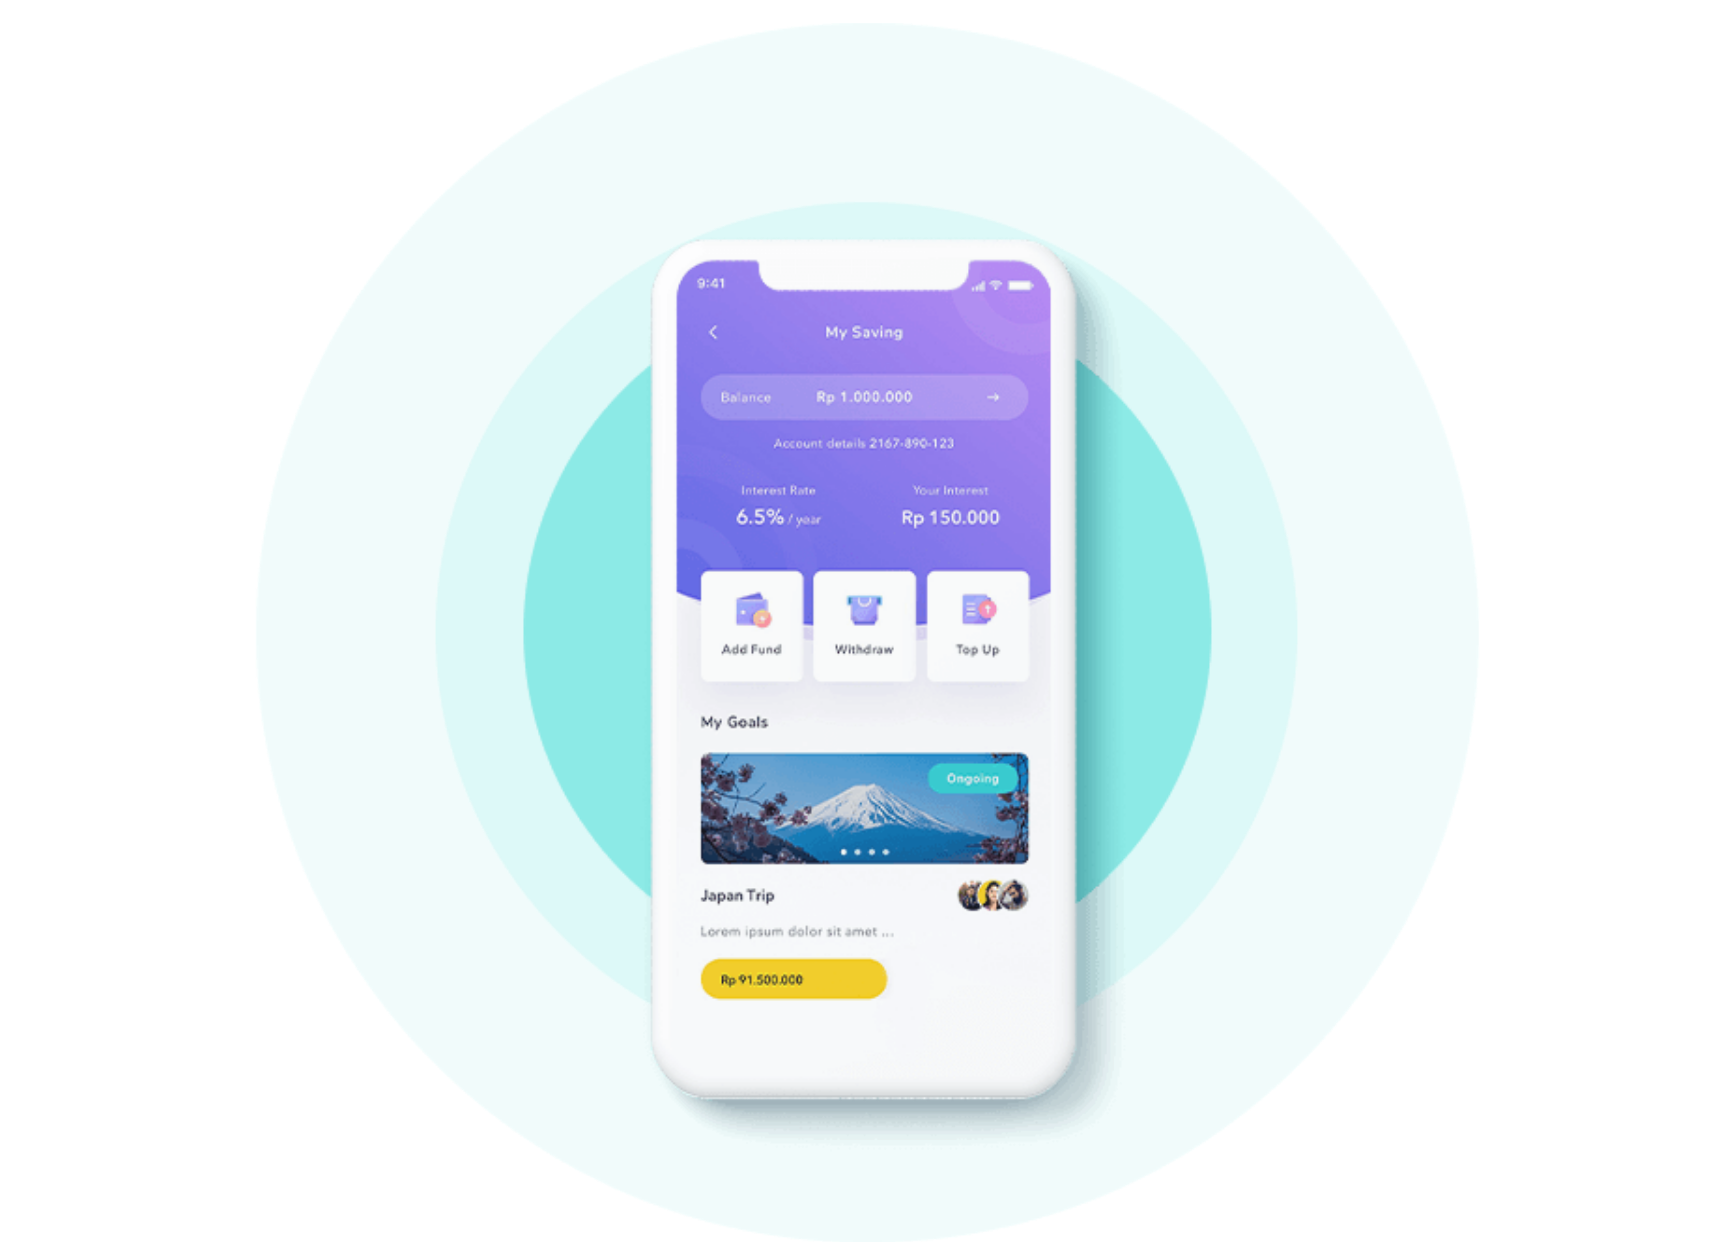 9:41
My Saving
Balance Rp 1.000.000 →
Account details 2167-890-123
Interest Rate Your Interest
6.5% / year Rp 150.000
Add Fund Withdraw Top Up
My Goals
Ongoing
Japan Trip
Lorem ipsum dolor sit amet ...
Rp 91.500.000